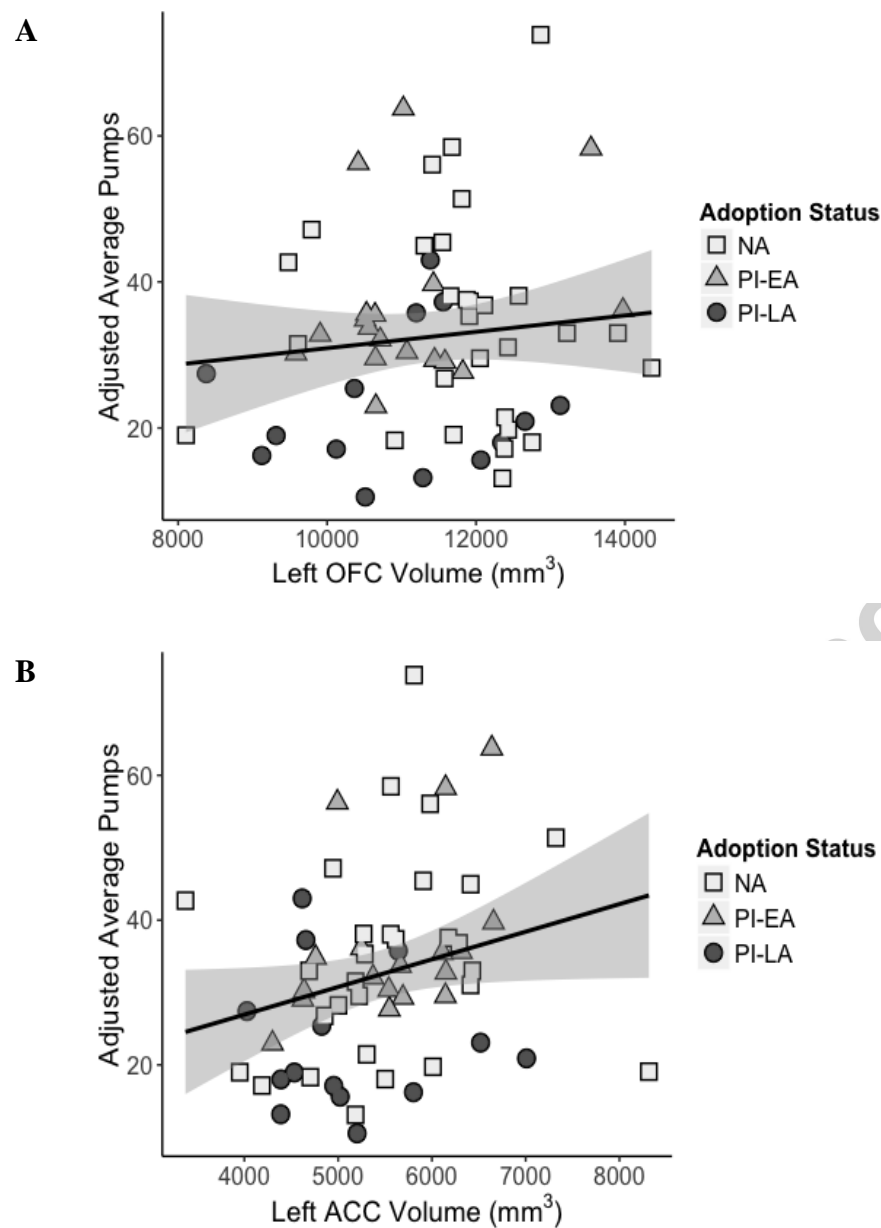 A
Adjusted Average Pumps
60
40
20
8000 10000 12000 14000
Left OFC Volume (mm³)
Adoption Status
NA
PI-EA
PI-LA
B
Adjusted Average Pumps
60
40
20
4000 5000 6000 7000 8000
Left ACC Volume (mm³)
Adoption Status
NA
PI-EA
PI-LA